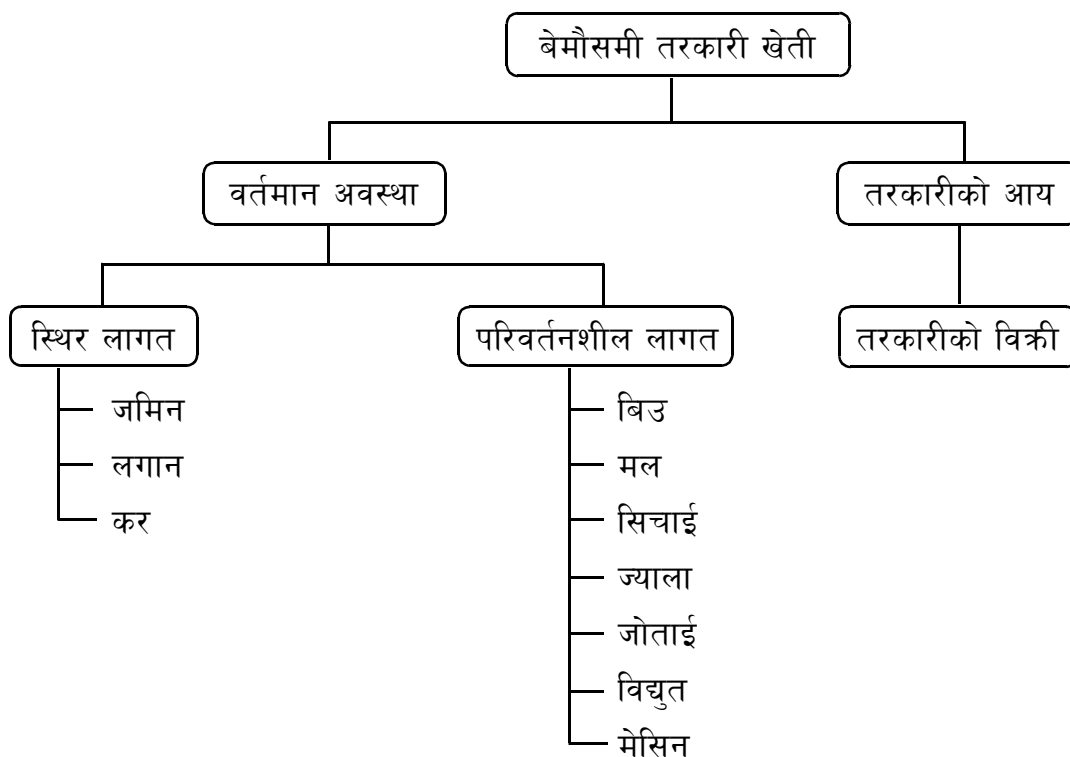 बेमौसमी तरकारी खेती
वर्तमान अवस्था
तरकारीको आय
स्थिर लागत
परिवर्तनशील लागत
तरकारीको विक्री
जमिन
लगान
कर
बिउ
मल
सिचाई
ज्याला
जोताई
विद्युत
मेसिन